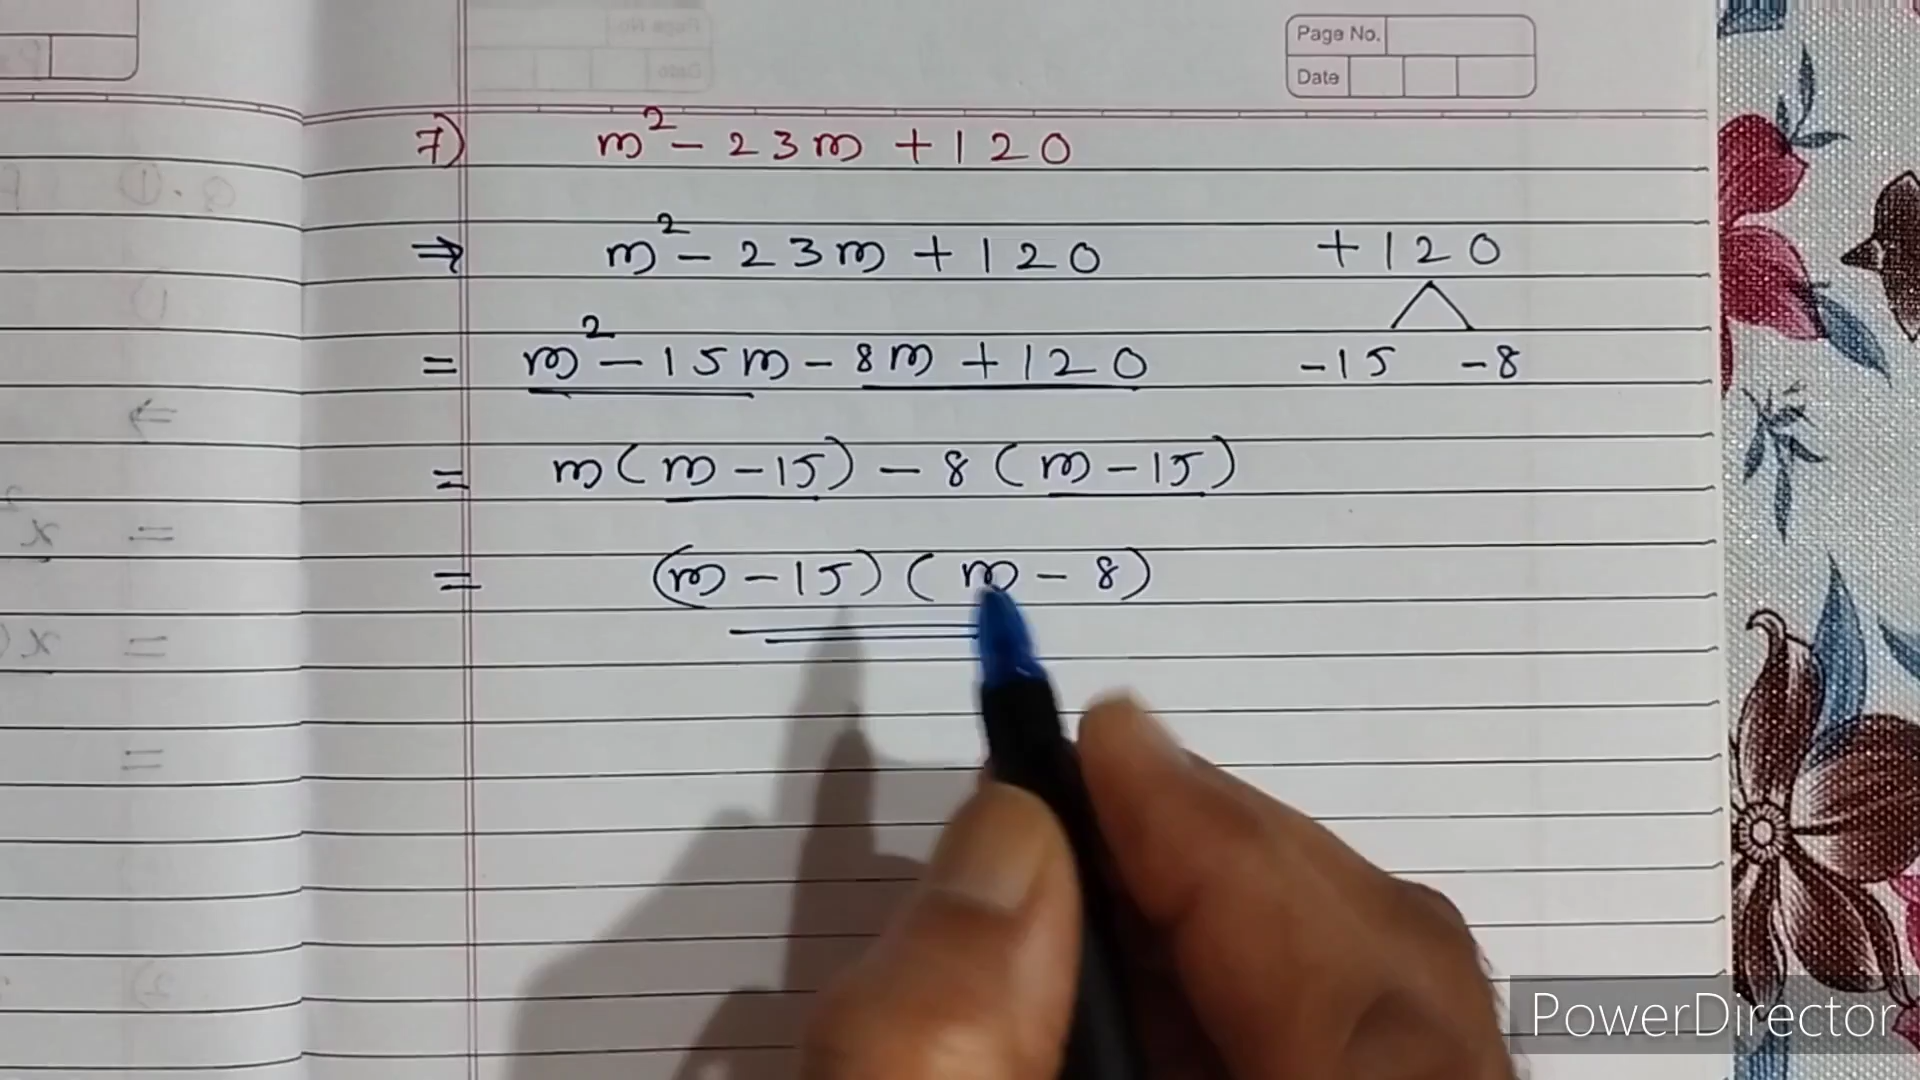 Page No.
Date
7) m² - 23m + 120
⇒ m² - 23m + 120 +120
= m² - 15m - 8m + 120 -15 -8
= m(m - 15) - 8(m - 15)
= (m - 15)(m - 8)
PowerDirector